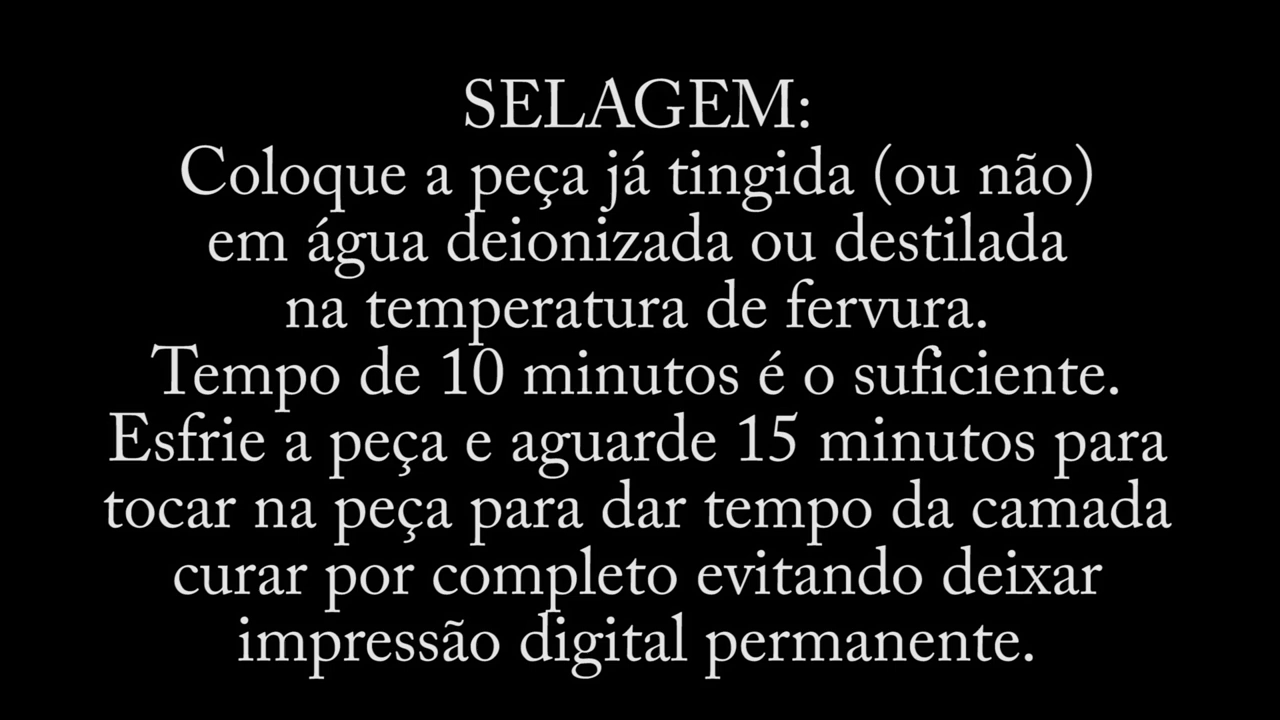 SELAGEM:
Coloque a peça já tingida (ou não)
em água deionizada ou destilada
na temperatura de fervura.
Tempo de 10 minutos é o suficiente.
Esfrie a peça e aguarde 15 minutos para
tocar na peça para dar tempo da camada
curar por completo evitando deixar
impressão digital permanente.